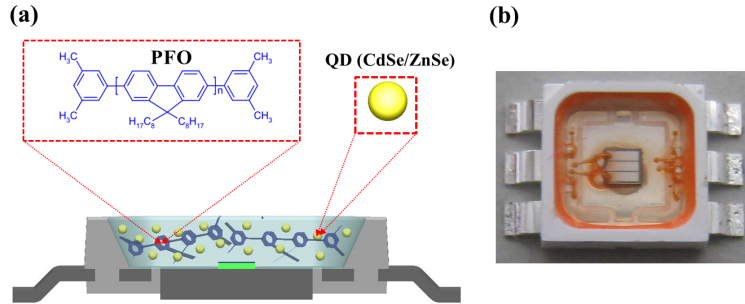 (a)
(b)
PFO
QD (CdSe/ZnSe)
H₃C
CH₃
n
H₃C
CH₃
H₁₇C₈
C₈H₁₇